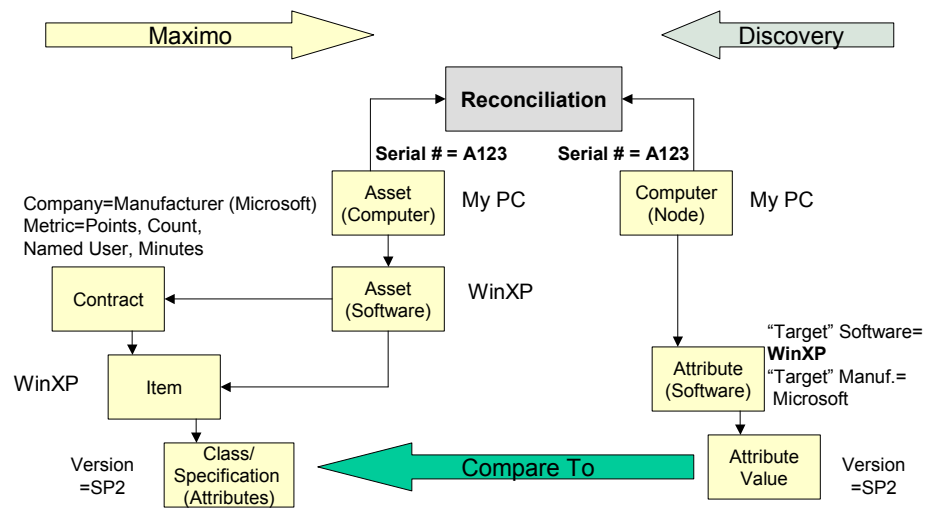 Maximo
Discovery
Reconciliation
Serial # = A123
Serial # = A123
Asset
(Computer)
My PC
Computer
(Node)
My PC
Company=Manufacturer (Microsoft)
Metric=Points, Count,
Named User, Minutes
Contract
Asset
(Software)
WinXP
WinXP
Item
“Target” Software=
WinXP
“Target” Manuf.=
Microsoft
Attribute
(Software)
Version
=SP2
Class/
Specification
(Attributes)
Compare To
Attribute
Value
Version
=SP2